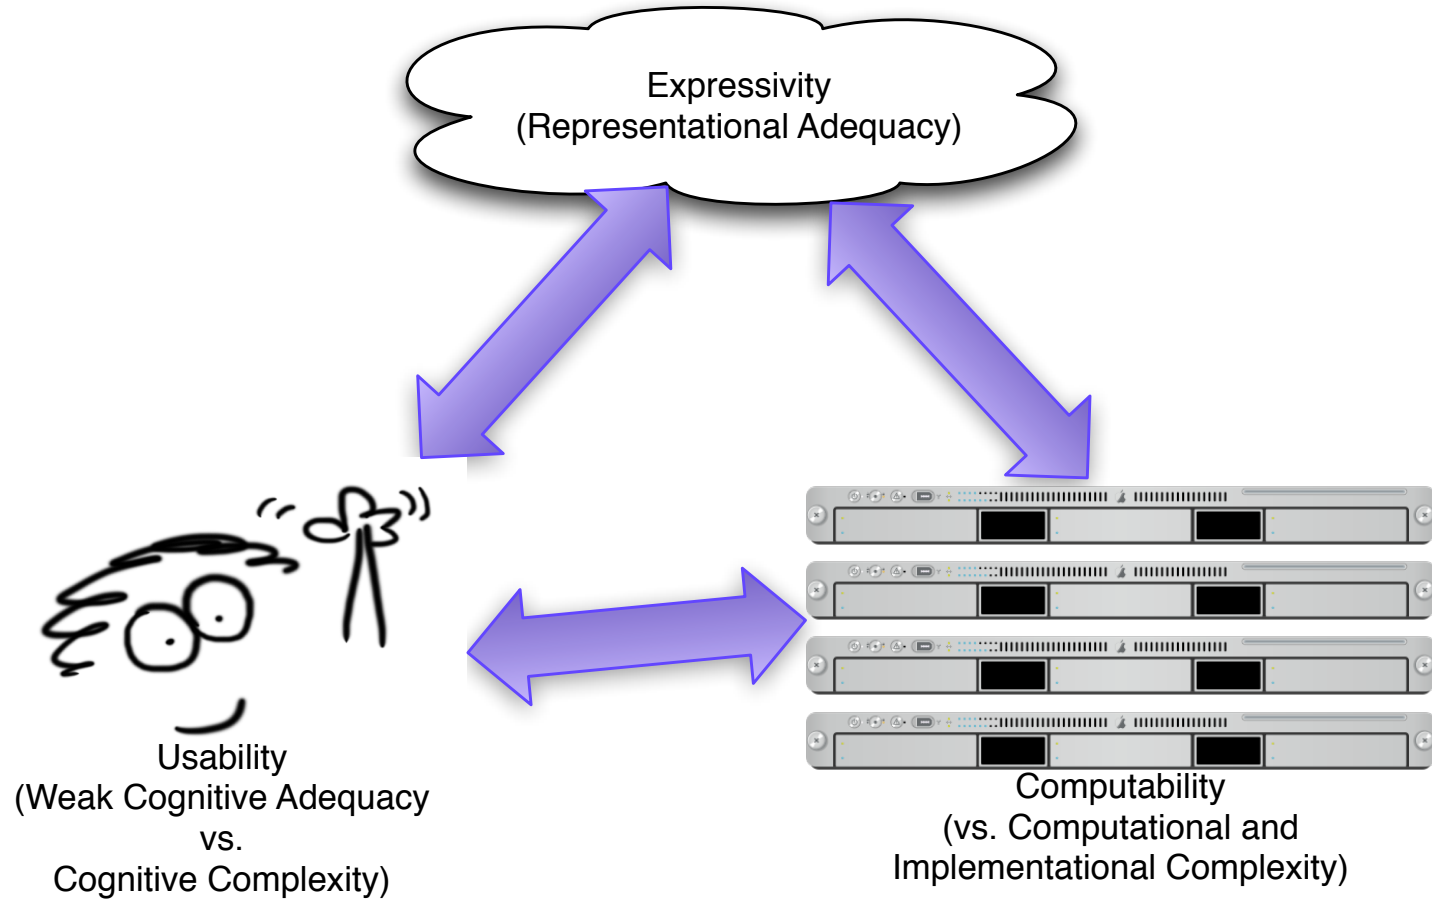 Expressivity
(Representational Adequacy)
Usability
(Weak Cognitive Adequacy
vs.
Cognitive Complexity)
Computability
(vs. Computational and
Implementational Complexity)